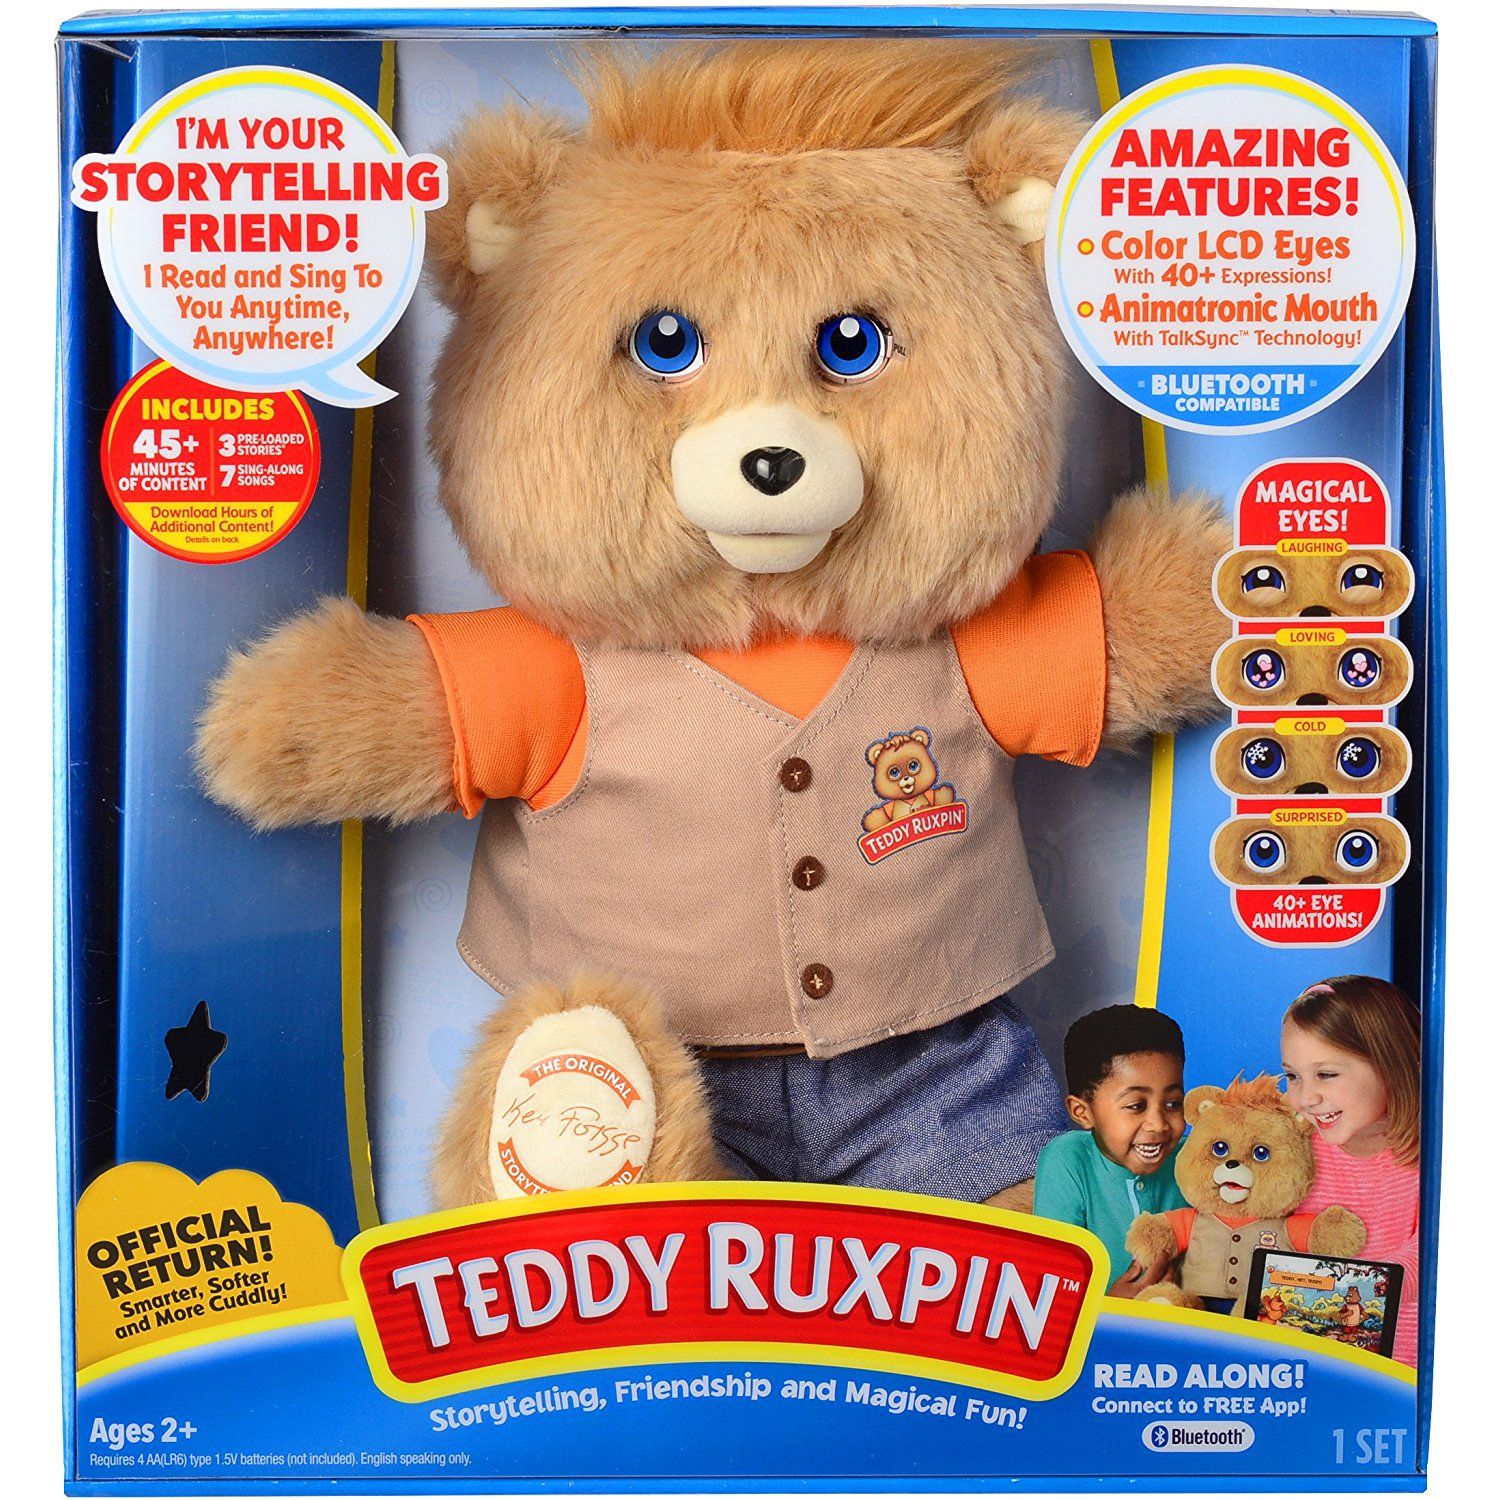 I'M YOUR
STORYTELLING
FRIEND!
I Read and Sing To
You Anytime,
Anywhere!
INCLUDES
45+
MINUTES
OF CONTENT
3 PRE-LOADED
STORIES*
7 SING-ALONG
SONGS
Download Hours of
Additional Content!
Details on back
AMAZING
FEATURES!
Color LCD Eyes
With 40+ Expressions!
Animatronic Mouth
With TalkSync™ Technology!
BLUETOOTH
COMPATIBLE
PULL
MAGICAL
EYES!
LAUGHING
LOVING
COLD
SURPRISED
40+ EYE
ANIMATIONS!
TEDDY RUXPIN
THE ORIGINAL
Ken Forsse
OFFICIAL
RETURN!
Smarter, Softer
and More Cuddly!
TEDDY RUXPIN™
Storytelling, Friendship and Magical Fun!
TEDDY, HEY, TEDDY!
READ ALONG!
Connect to FREE App!
Bluetooth®
Ages 2+
Requires 4 AA(LR6) type 1.5V batteries (not included). English speaking only.
1 SET